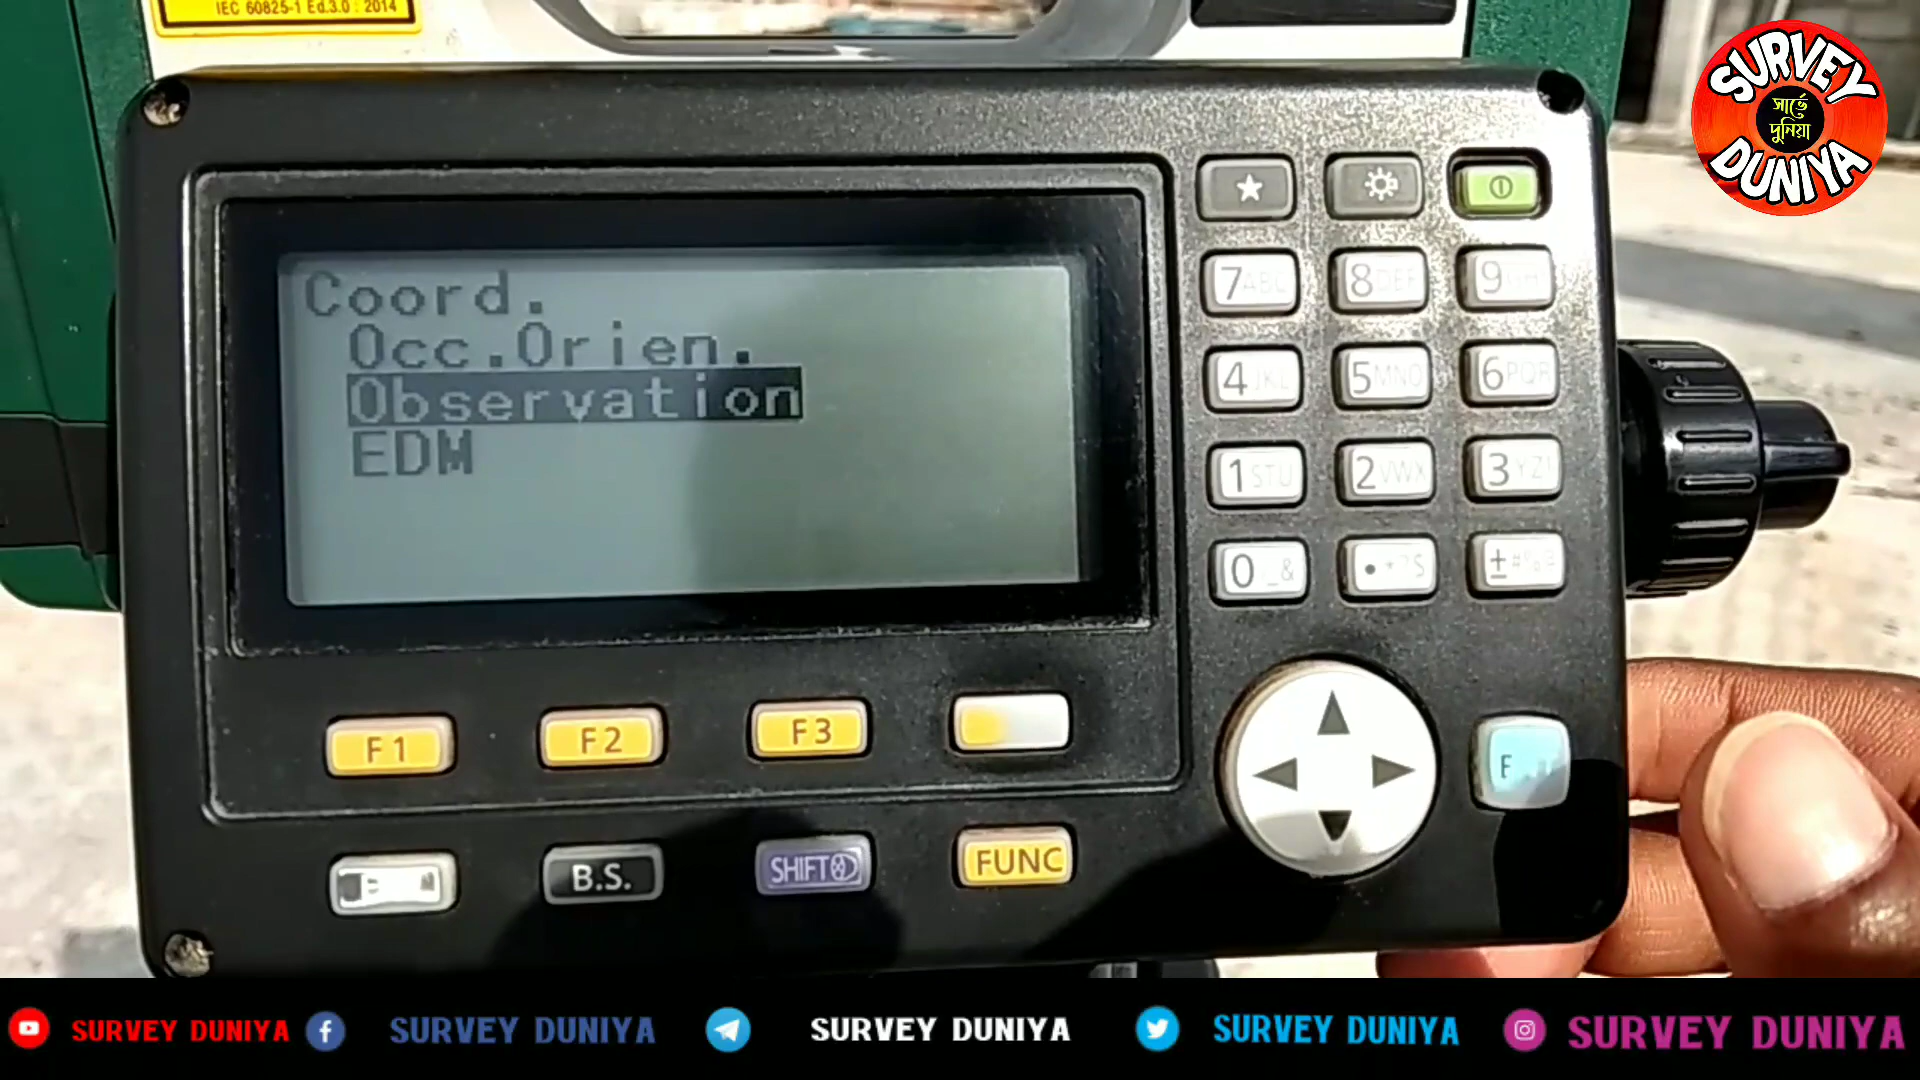 IEC 60825-1 Ed.3.0 : 2014
SURVEY
সার্ভে
দুনিয়া
DUNIYA
Coord.
Occ.Orien.
Observation
EDM
7ABC
8DEF
9GHI
4JKL
5MNO
6PQR
1STU
2VWX
3YZ!
0_&
±#%@
F1
F2
F3
B.S.
SHIFT
FUNC
SURVEY DUNIYA
SURVEY DUNIYA
SURVEY DUNIYA
SURVEY DUNIYA
SURVEY DUNIYA